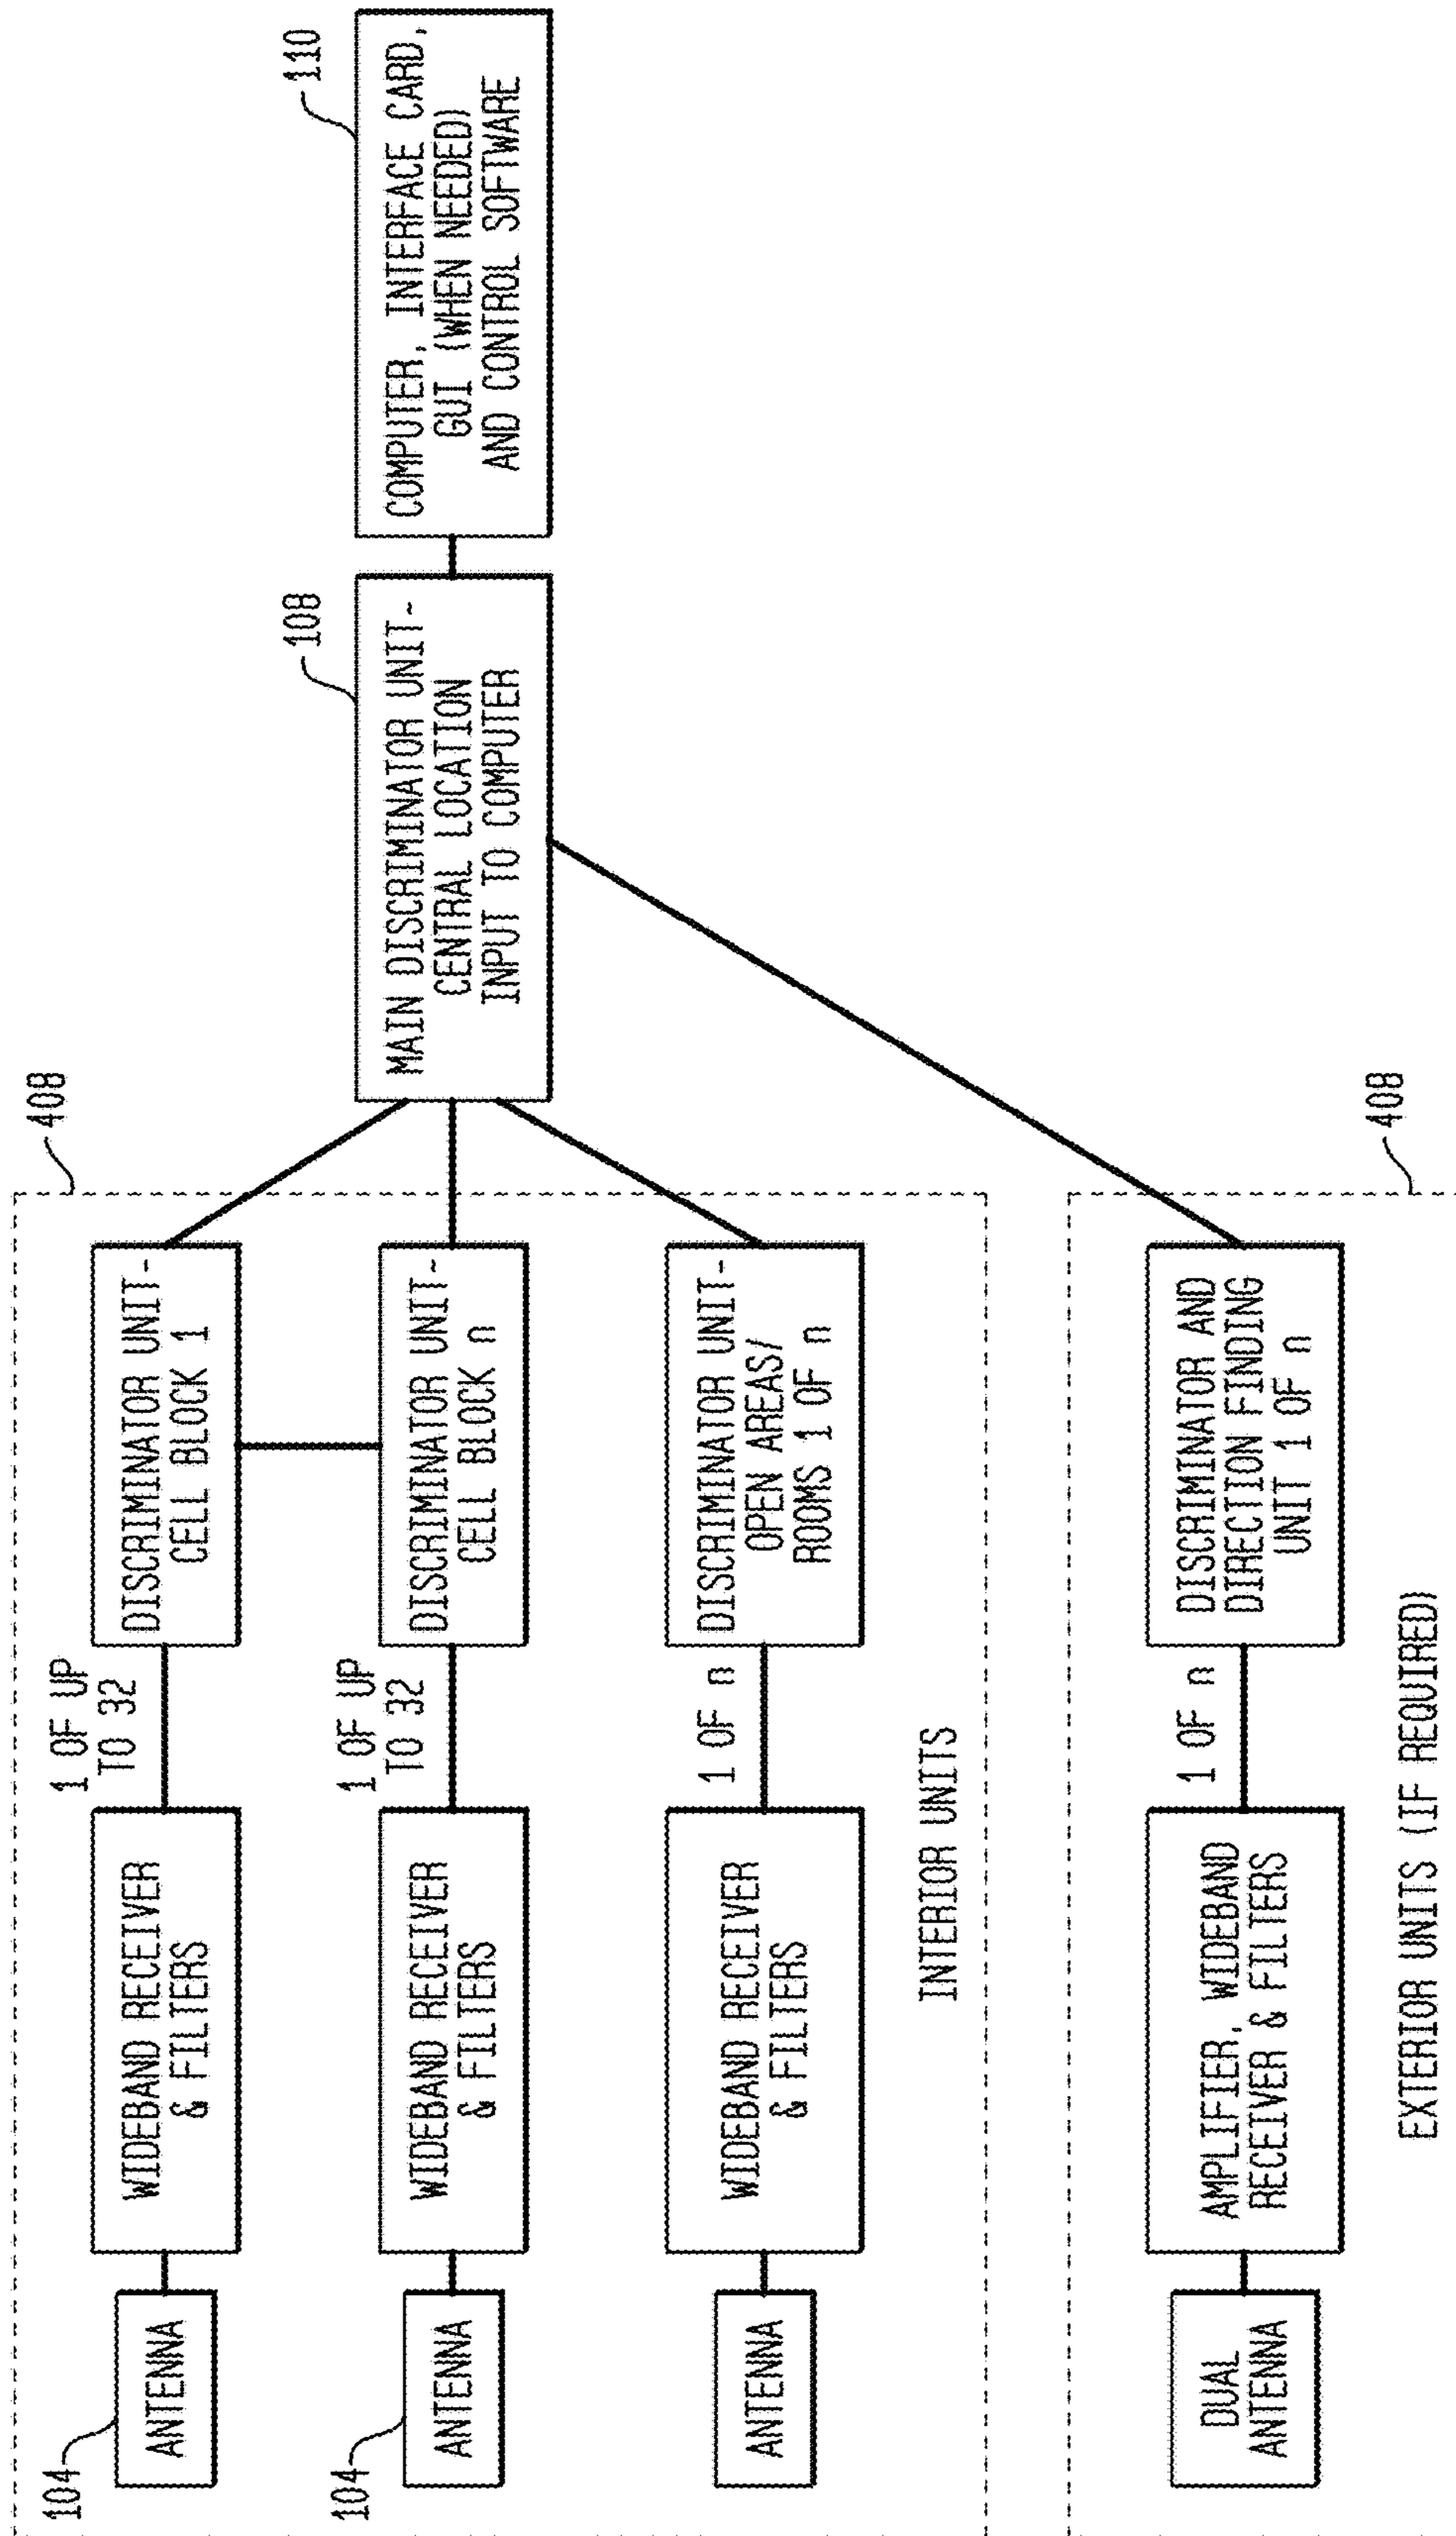 104
ANTENNA
WIDEBAND RECEIVER
& FILTERS
1 OF UP
TO 32
DISCRIMINATOR UNIT-
CELL BLOCK 1
408
104
ANTENNA
WIDEBAND RECEIVER
& FILTERS
1 OF UP
TO 32
DISCRIMINATOR UNIT-
CELL BLOCK n
108
MAIN DISCRIMINATOR UNIT-
CENTRAL LOCATION
INPUT TO COMPUTER
110
COMPUTER, INTERFACE CARD,
GUI (WHEN NEEDED)
AND CONTROL SOFTWARE
ANTENNA
WIDEBAND RECEIVER
& FILTERS
1 OF n
DISCRIMINATOR UNIT-
OPEN AREAS/
ROOMS 1 OF n
INTERIOR UNITS
DUAL
ANTENNA
AMPLIFIER, WIDEBAND
RECEIVER & FILTERS
1 OF n
DISCRIMINATOR AND
DIRECTION FINDING
UNIT 1 OF n
408
EXTERIOR UNITS (IF REQUIRED)